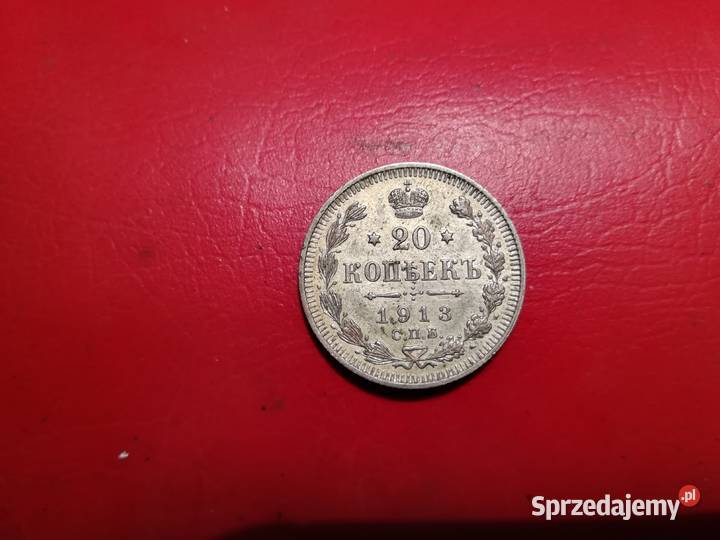 20
КОПѢЕКЪ
1913
С.П.Б.
Sprzedajemy.pl